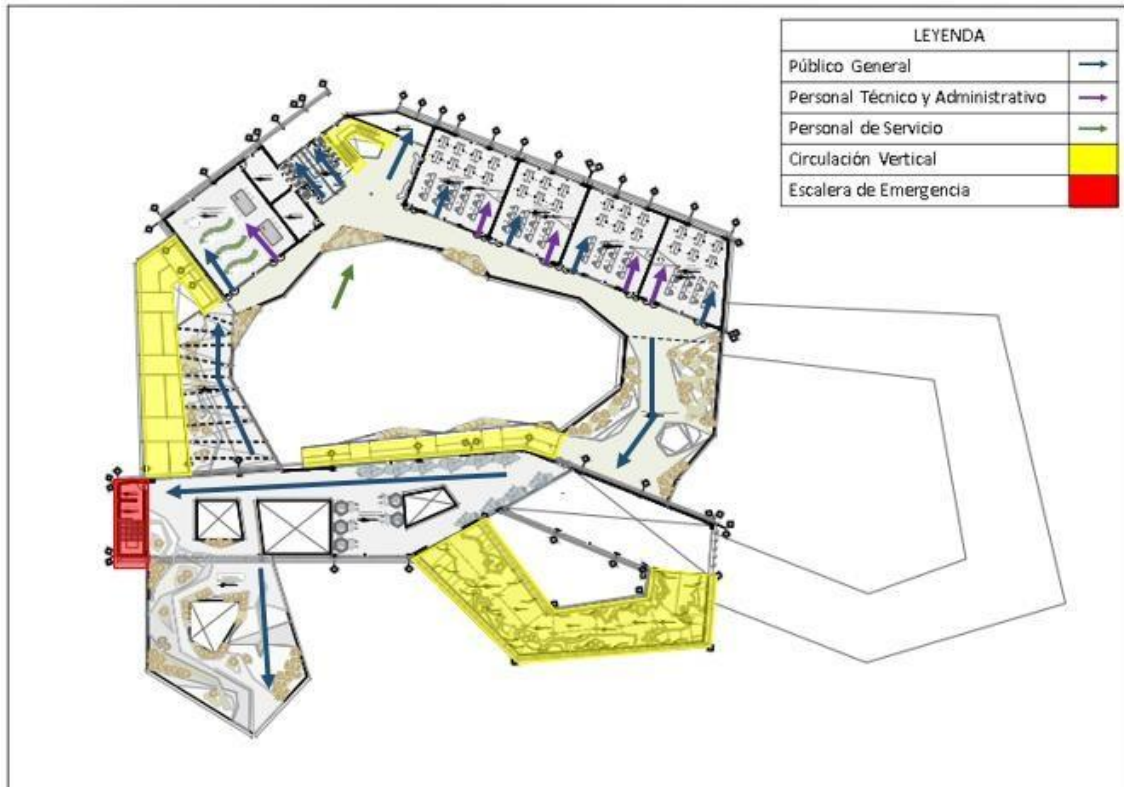 LEYENDA
Público General
Personal Técnico y Administrativo
Personal de Servicio
Circulación Vertical
Escalera de Emergencia